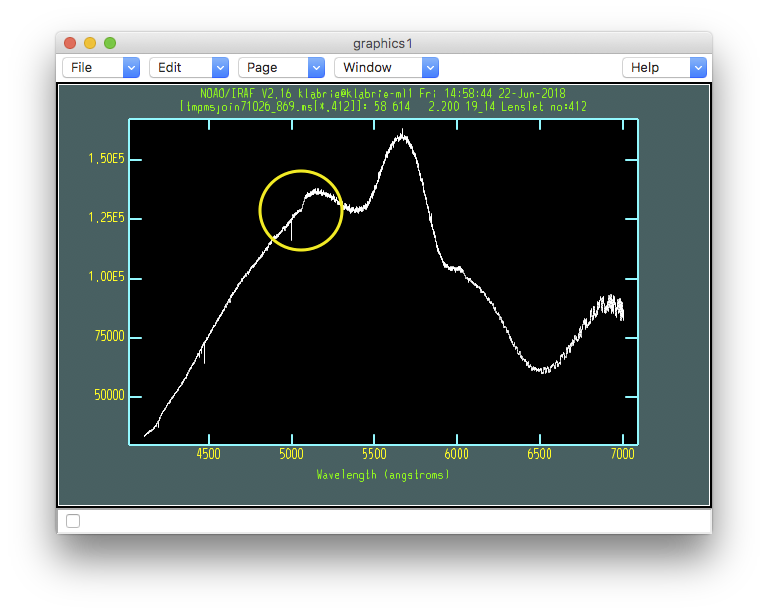 graphics1
File Edit Page Window Help
NOAO/IRAF V2.16 klabrie@klabrie-ml1 Fri 14:58:44 22-Jun-2018
[tmpmsjoin71026_869.ms[*,412]]: 58 614 2.200 19_14 Lenslet no:412
1.50E5
1.25E5
1.00E5
75000
50000
4500 5000 5500 6000 6500 7000
Wavelength (angstroms)